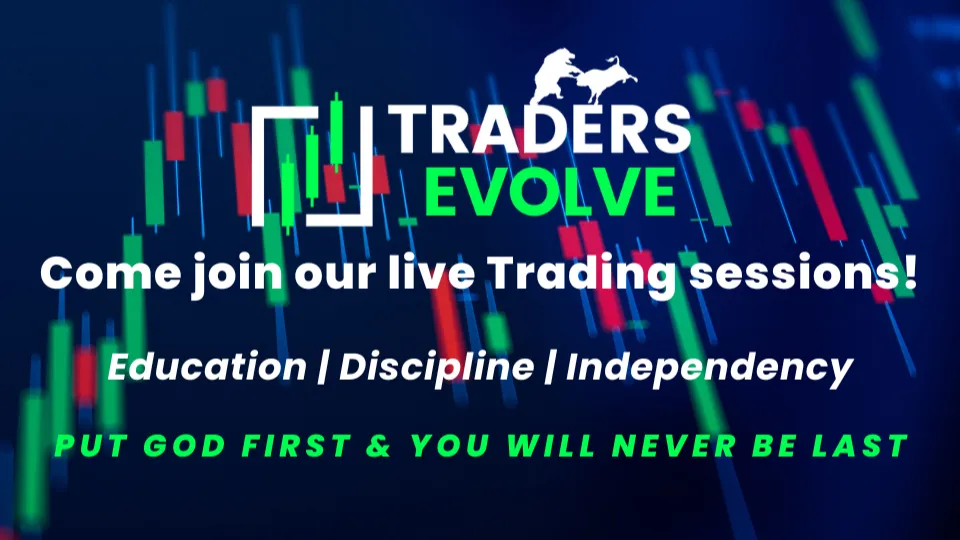 TRADERS
EVOLVE
Come join our live Trading sessions!
Education | Discipline | Independency
PUT GOD FIRST & YOU WILL NEVER BE LAST